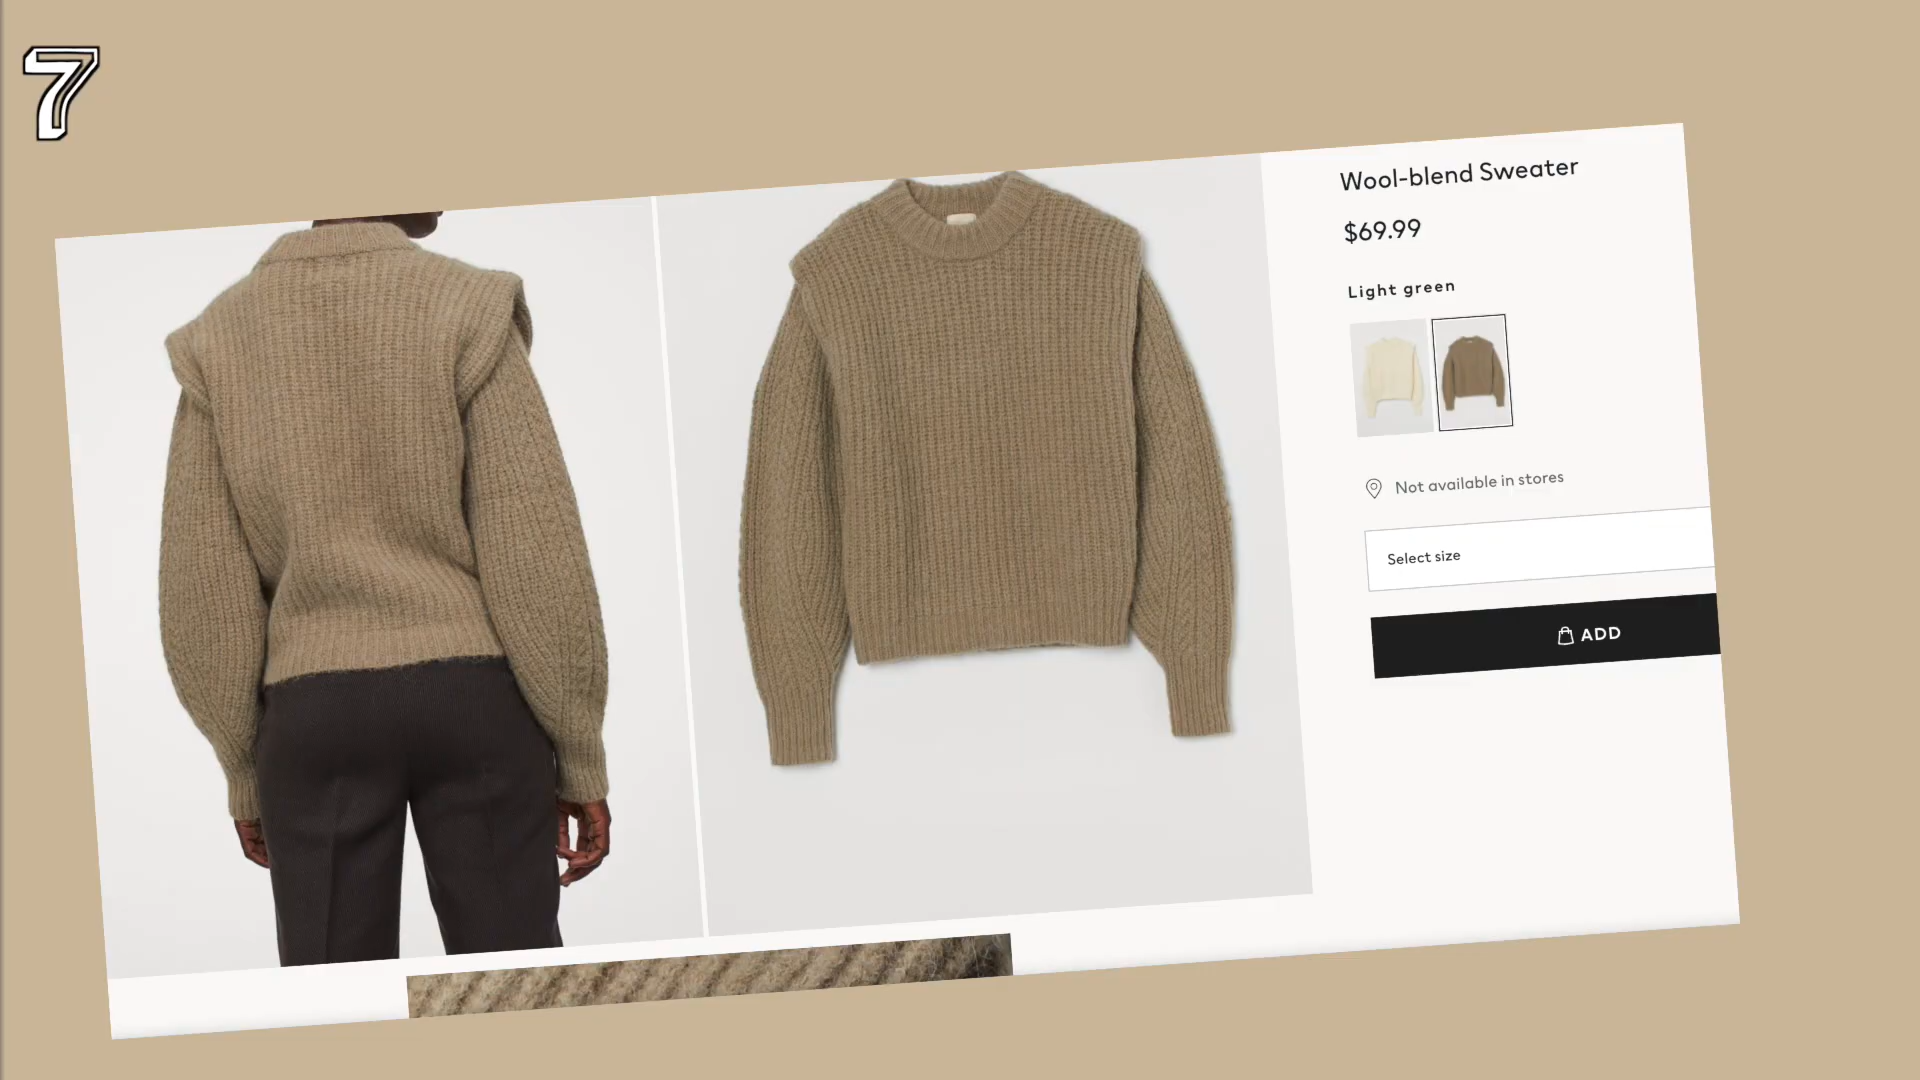 7
Wool-blend Sweater
$69.99
Light green
Not available in stores
Select size
ADD